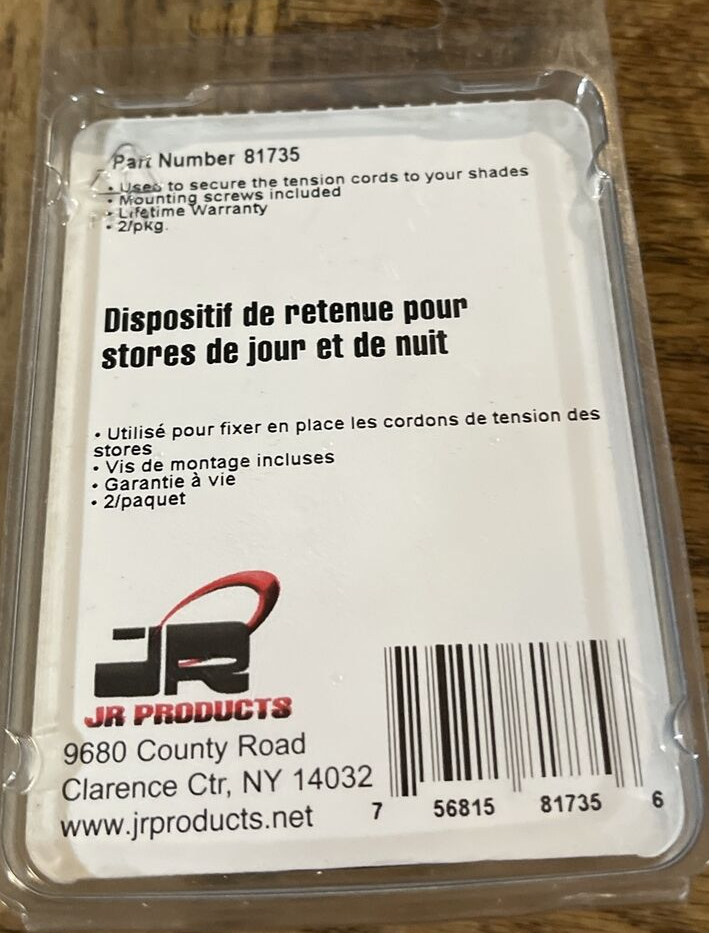 Part Number 81735
• Used to secure the tension cords to your shades
• Mounting screws included
• Lifetime Warranty
• 2/pkg.
Dispositif de retenue pour
stores de jour et de nuit
• Utilisé pour fixer en place les cordons de tension des
stores
• Vis de montage incluses
• Garantie à vie
• 2/paquet
JR
JR PRODUCTS
9680 County Road
Clarence Ctr, NY 14032
www.jrproducts.net
7 56815 81735 6